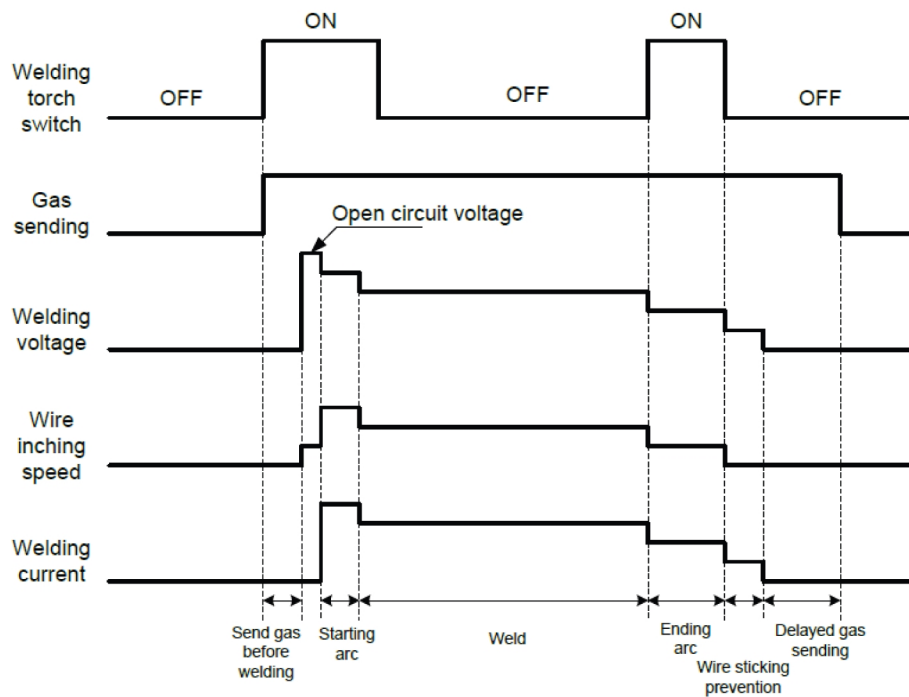 ON
ON
Welding
torch
switch
OFF
OFF
OFF
Gas
sending
Open circuit voltage
Welding
voltage
Wire
inching
speed
Welding
current
Send gas
before
welding
Starting
arc
Weld
Ending
arc
Wire sticking
prevention
Delayed gas
sending